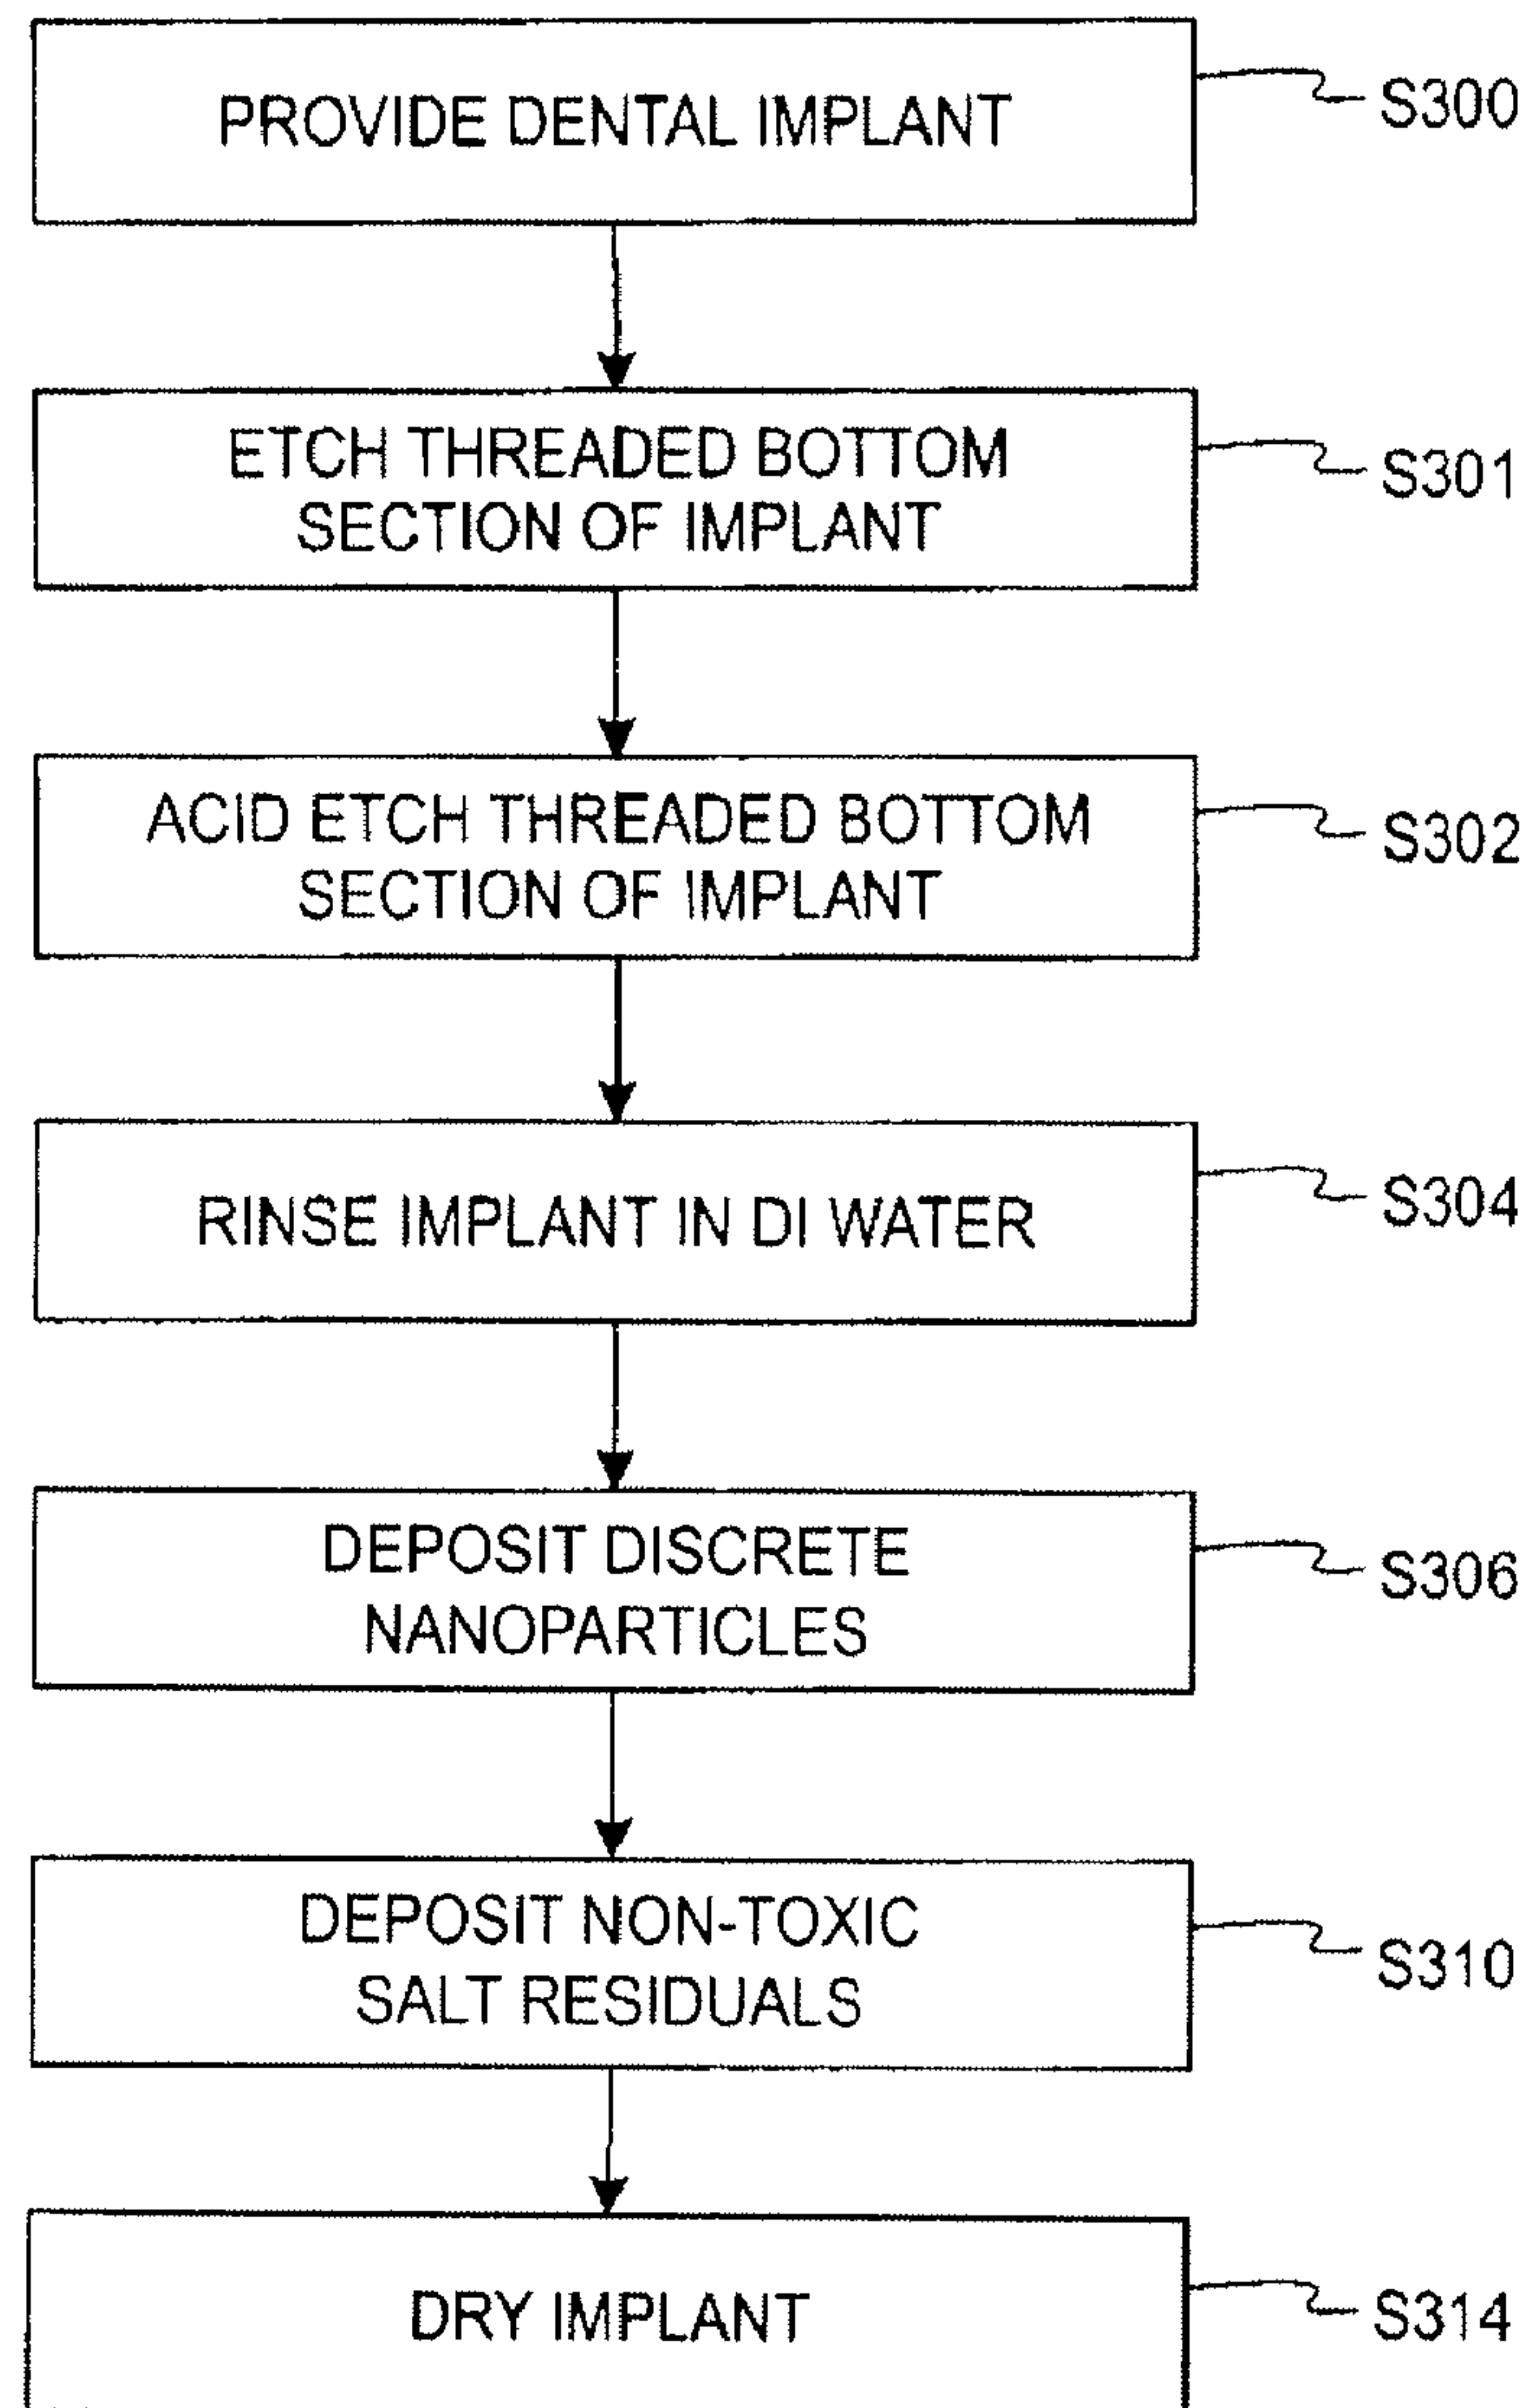 PROVIDE DENTAL IMPLANT
S300
ETCH THREADED BOTTOM
SECTION OF IMPLANT
S301
ACID ETCH THREADED BOTTOM
SECTION OF IMPLANT
S302
RINSE IMPLANT IN DI WATER
S304
DEPOSIT DISCRETE
NANOPARTICLES
S306
DEPOSIT NON-TOXIC
SALT RESIDUALS
S310
DRY IMPLANT
S314